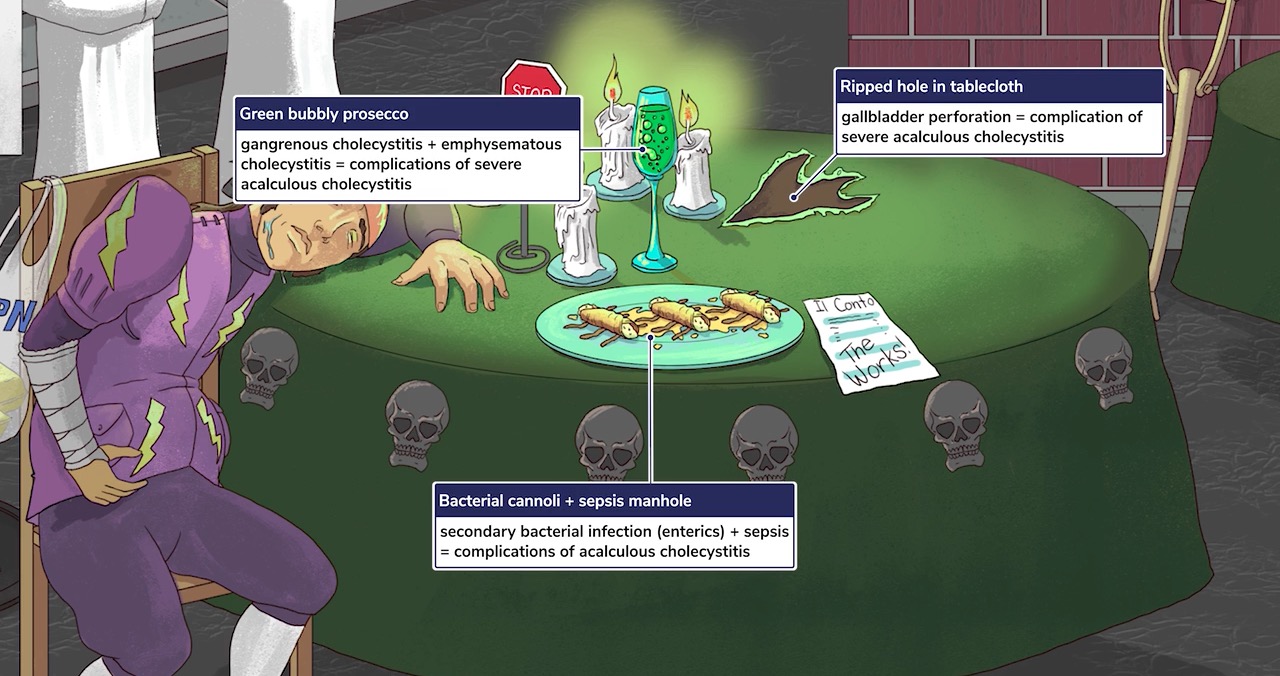 STOP
Green bubbly prosecco
gangrenous cholecystitis + emphysematous
cholecystitis = complications of severe
acalculous cholecystitis
Ripped hole in tablecloth
gallbladder perforation = complication of
severe acalculous cholecystitis
PN
Il Conto
The
Works!
Bacterial cannoli + sepsis manhole
secondary bacterial infection (enterics) + sepsis
= complications of acalculous cholecystitis